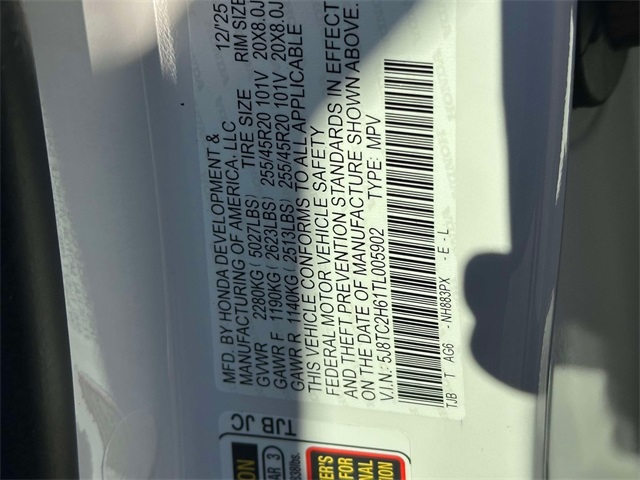 MFD. BY HONDA DEVELOPMENT & 12/25
MANUFACTURING OF AMERICA, LLC
TIRE SIZE RIM SIZE
GVWR 2280KG ( 5027LBS)
GAWR F 1190KG ( 2623LBS) 255/45R20 101V 20X8.0J
GAWR R 1140KG ( 2513LBS) 255/45R20 101V 20X8.0J
THIS VEHICLE CONFORMS TO ALL APPLICABLE
FEDERAL MOTOR VEHICLE SAFETY
AND THEFT PREVENTION STANDARDS IN EFFECT
ON THE DATE OF MANUFACTURE SHOWN ABOVE.
V.I.N.: 5J8TC2H61TL005902 TYPE: MPV
TJB T AG6 -NH883PX -E-L
TJB JC